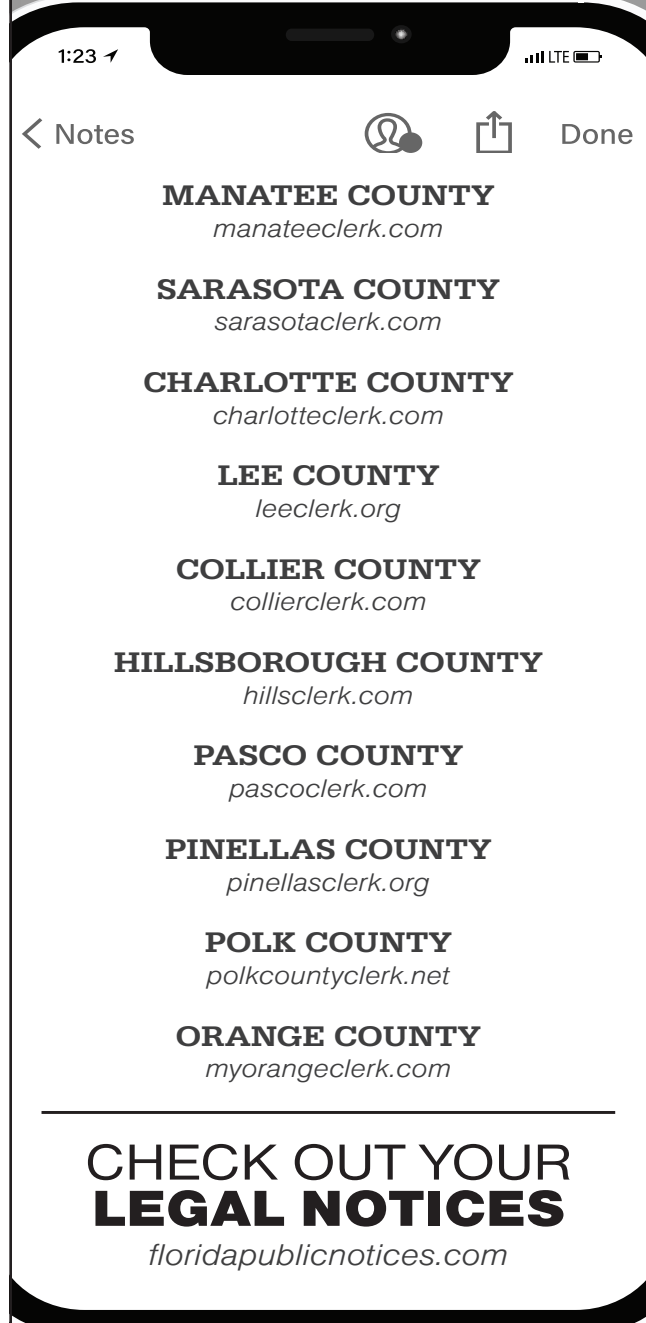 1:23
LTE
Notes
Done
MANATEE COUNTY
manateeclerk.com
SARASOTA COUNTY
sarasotaclerk.com
CHARLOTTE COUNTY
charlotteclerk.com
LEE COUNTY
leeclerk.org
COLLIER COUNTY
collierclerk.com
HILLSBOROUGH COUNTY
hillsclerk.com
PASCO COUNTY
pascoclerk.com
PINELLAS COUNTY
pinellasclerk.org
POLK COUNTY
polkcountyclerk.net
ORANGE COUNTY
myorangeclerk.com
CHECK OUT YOUR
LEGAL NOTICES
floridapublicnotices.com